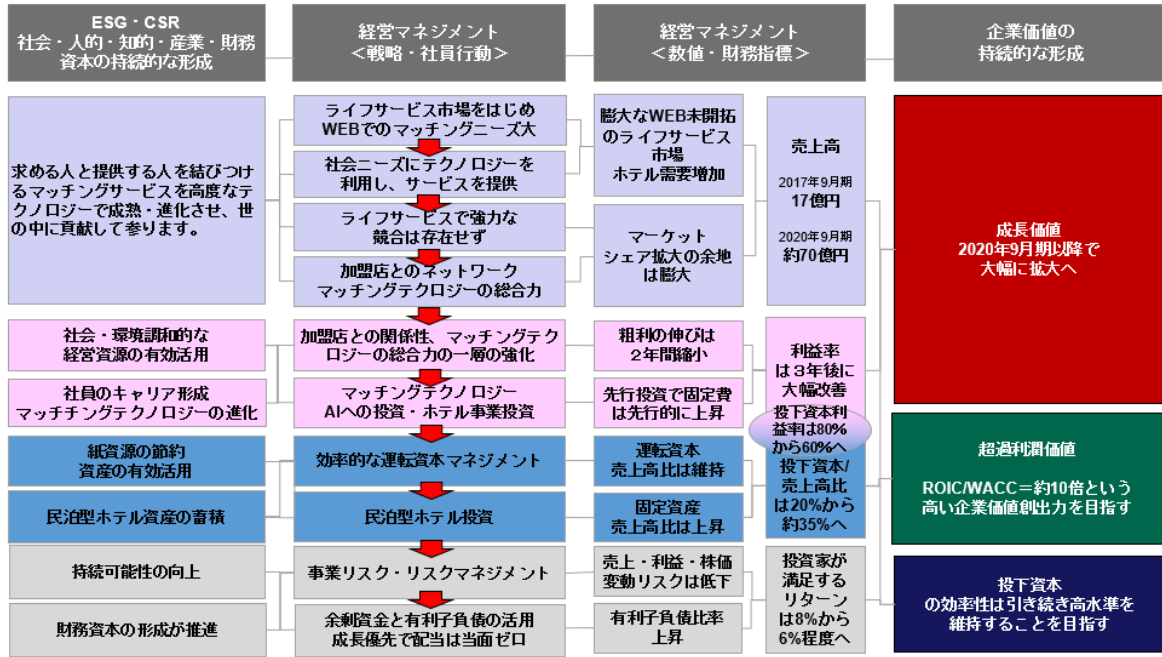 ESG・CSR
社会・人的・知的・産業・財務
資本の持続的な形成
経営マネジメント
＜戦略・社員行動＞
経営マネジメント
＜数値・財務指標＞
企業価値の
持続的な形成
求める人と提供する人を結びつけ
るマッチングサービスを高度なテ
クノロジーで成熟・進化させ、世
の中に貢献して参ります。
ライフサービス市場をはじめ
WEBでのマッチングニーズ大
社会ニーズにテクノロジーを
利用し、サービスを提供
ライフサービスで強力な
競合は存在せず
加盟店とのネットワーク
マッチングテクロジーの総合力
膨大なWEB未開拓
のライフサービス
市場
ホテル需要増加
マーケット
シェア拡大の余地
は膨大
売上高
2017年9月期
17億円
2020年9月期
約70億円
成長価値
2020年9月期以降で
大幅に拡大へ
社会・環境調和的な
経営資源の有効活用
加盟店との関係性、マッチングテク
ロジーの総合力の一層の強化
粗利の伸びは
２年間縮小
利益率
は３年後に
大幅改善
社員のキャリア形成
マッチチングテクノロジーの進化
マッチングテクノロジー
AIへの投資・ホテル事業投資
先行投資で固定費
は先行的に上昇
投下資本利
益率は80%
から60%へ
紙資源の節約
資産の有効活用
効率的な運転資本マネジメント
運転資本
売上高比は維持
投下資本/
売上高比
は20%から
約35%へ
超過利潤価値
ROIC/WACC＝約10倍という
高い企業価値創出力を目指す
民泊型ホテル資産の蓄積
民泊型ホテル投資
固定資産
売上高比は上昇
持続可能性の向上
事業リスク・リスクマネジメント
売上・利益・株価
変動リスクは低下
投資家が
満足する
リターン
は8%から
6%程度へ
投下資本
の効率性は引き続き高水準を
維持することを目指す
財務資本の形成が推進
余剰資金と有利子負債の活用
成長優先で配当は当面ゼロ
有利子負債比率
上昇